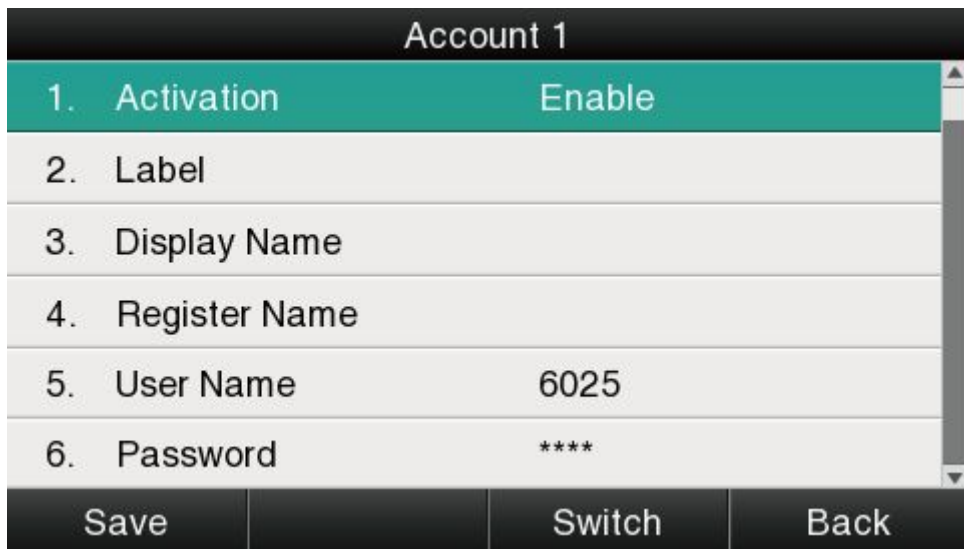 Account 1
1. Activation Enable
2. Label
3. Display Name
4. Register Name
5. User Name 6025
6. Password ****
Save Switch Back